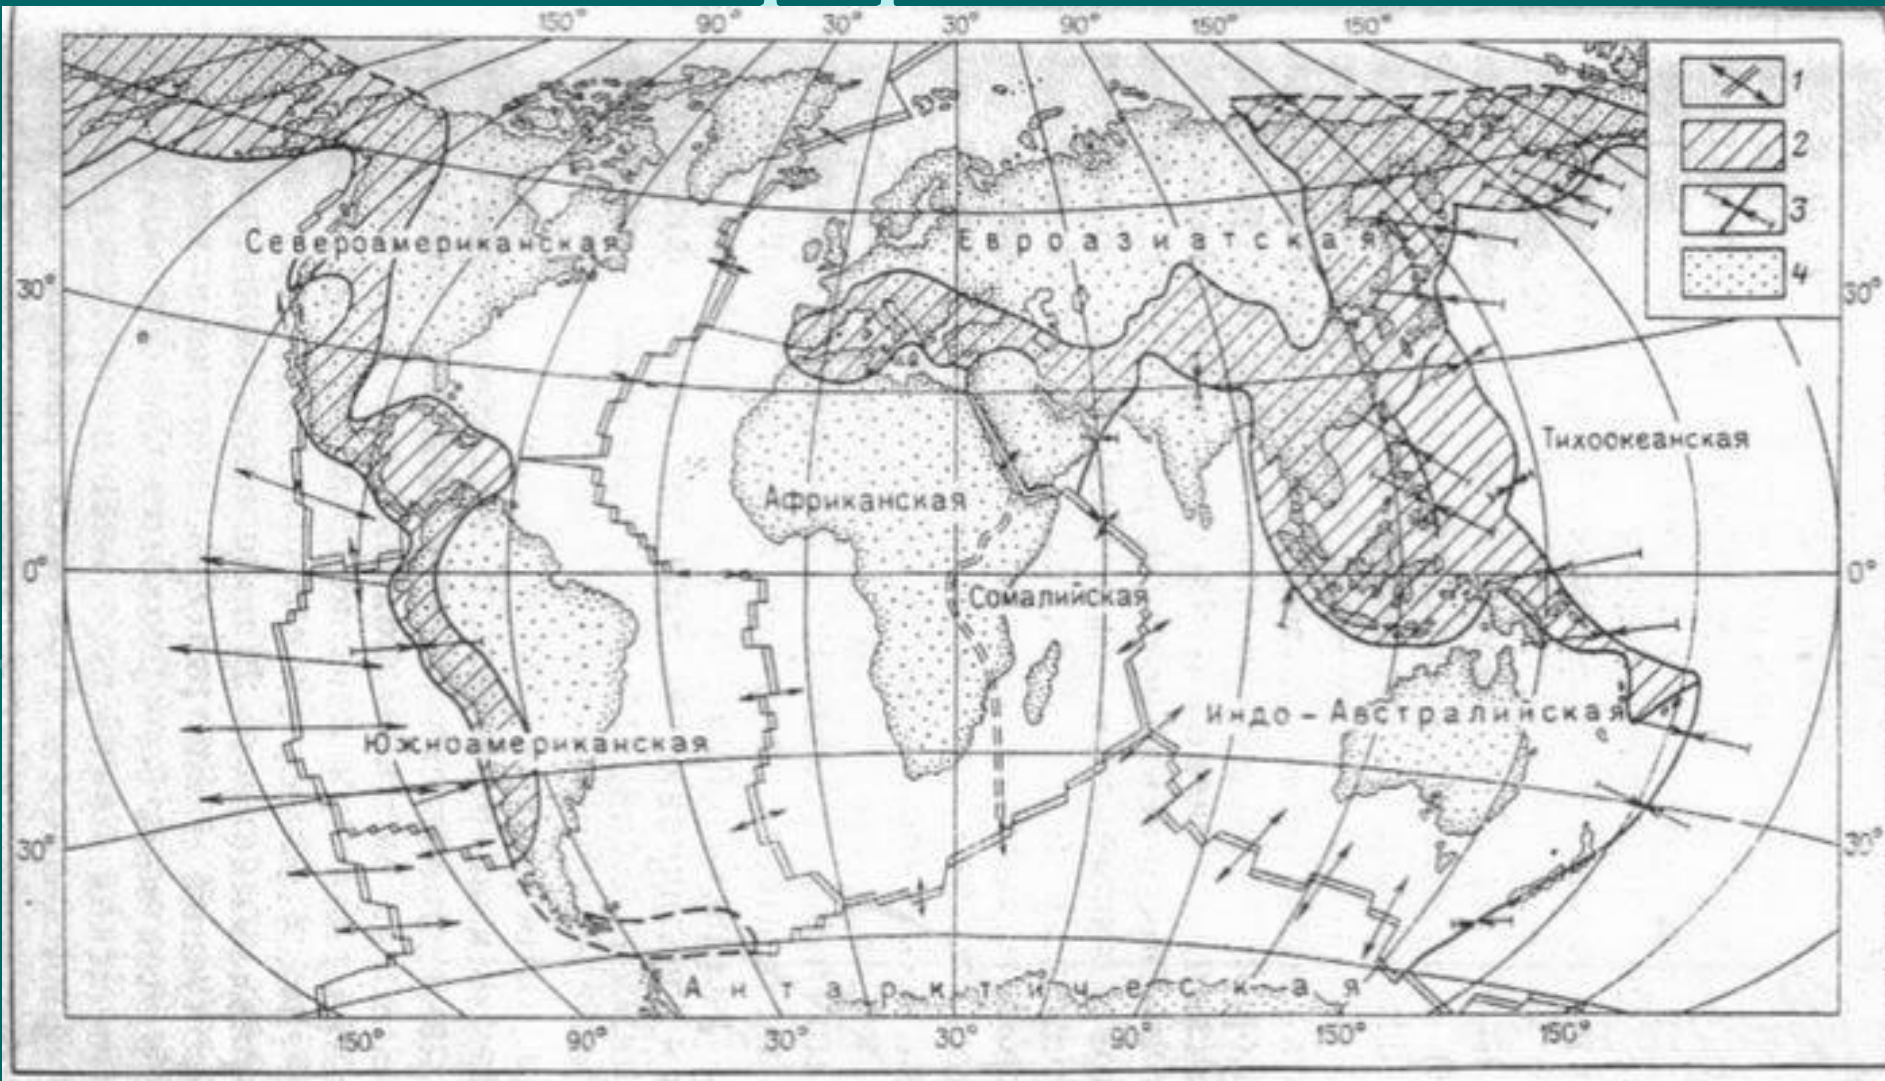 150° 90° 30° 30° 90° 150° 150°
1
2
3
4
Североамериканская
Евроазиатская
30° 30°
Тихоокеанская
Африканская
0° 0°
Сомалийская
Индо-Австралийская
Южноамериканская
30° 30°
Антарктическая
150° 90° 30° 30° 90° 150° 150°